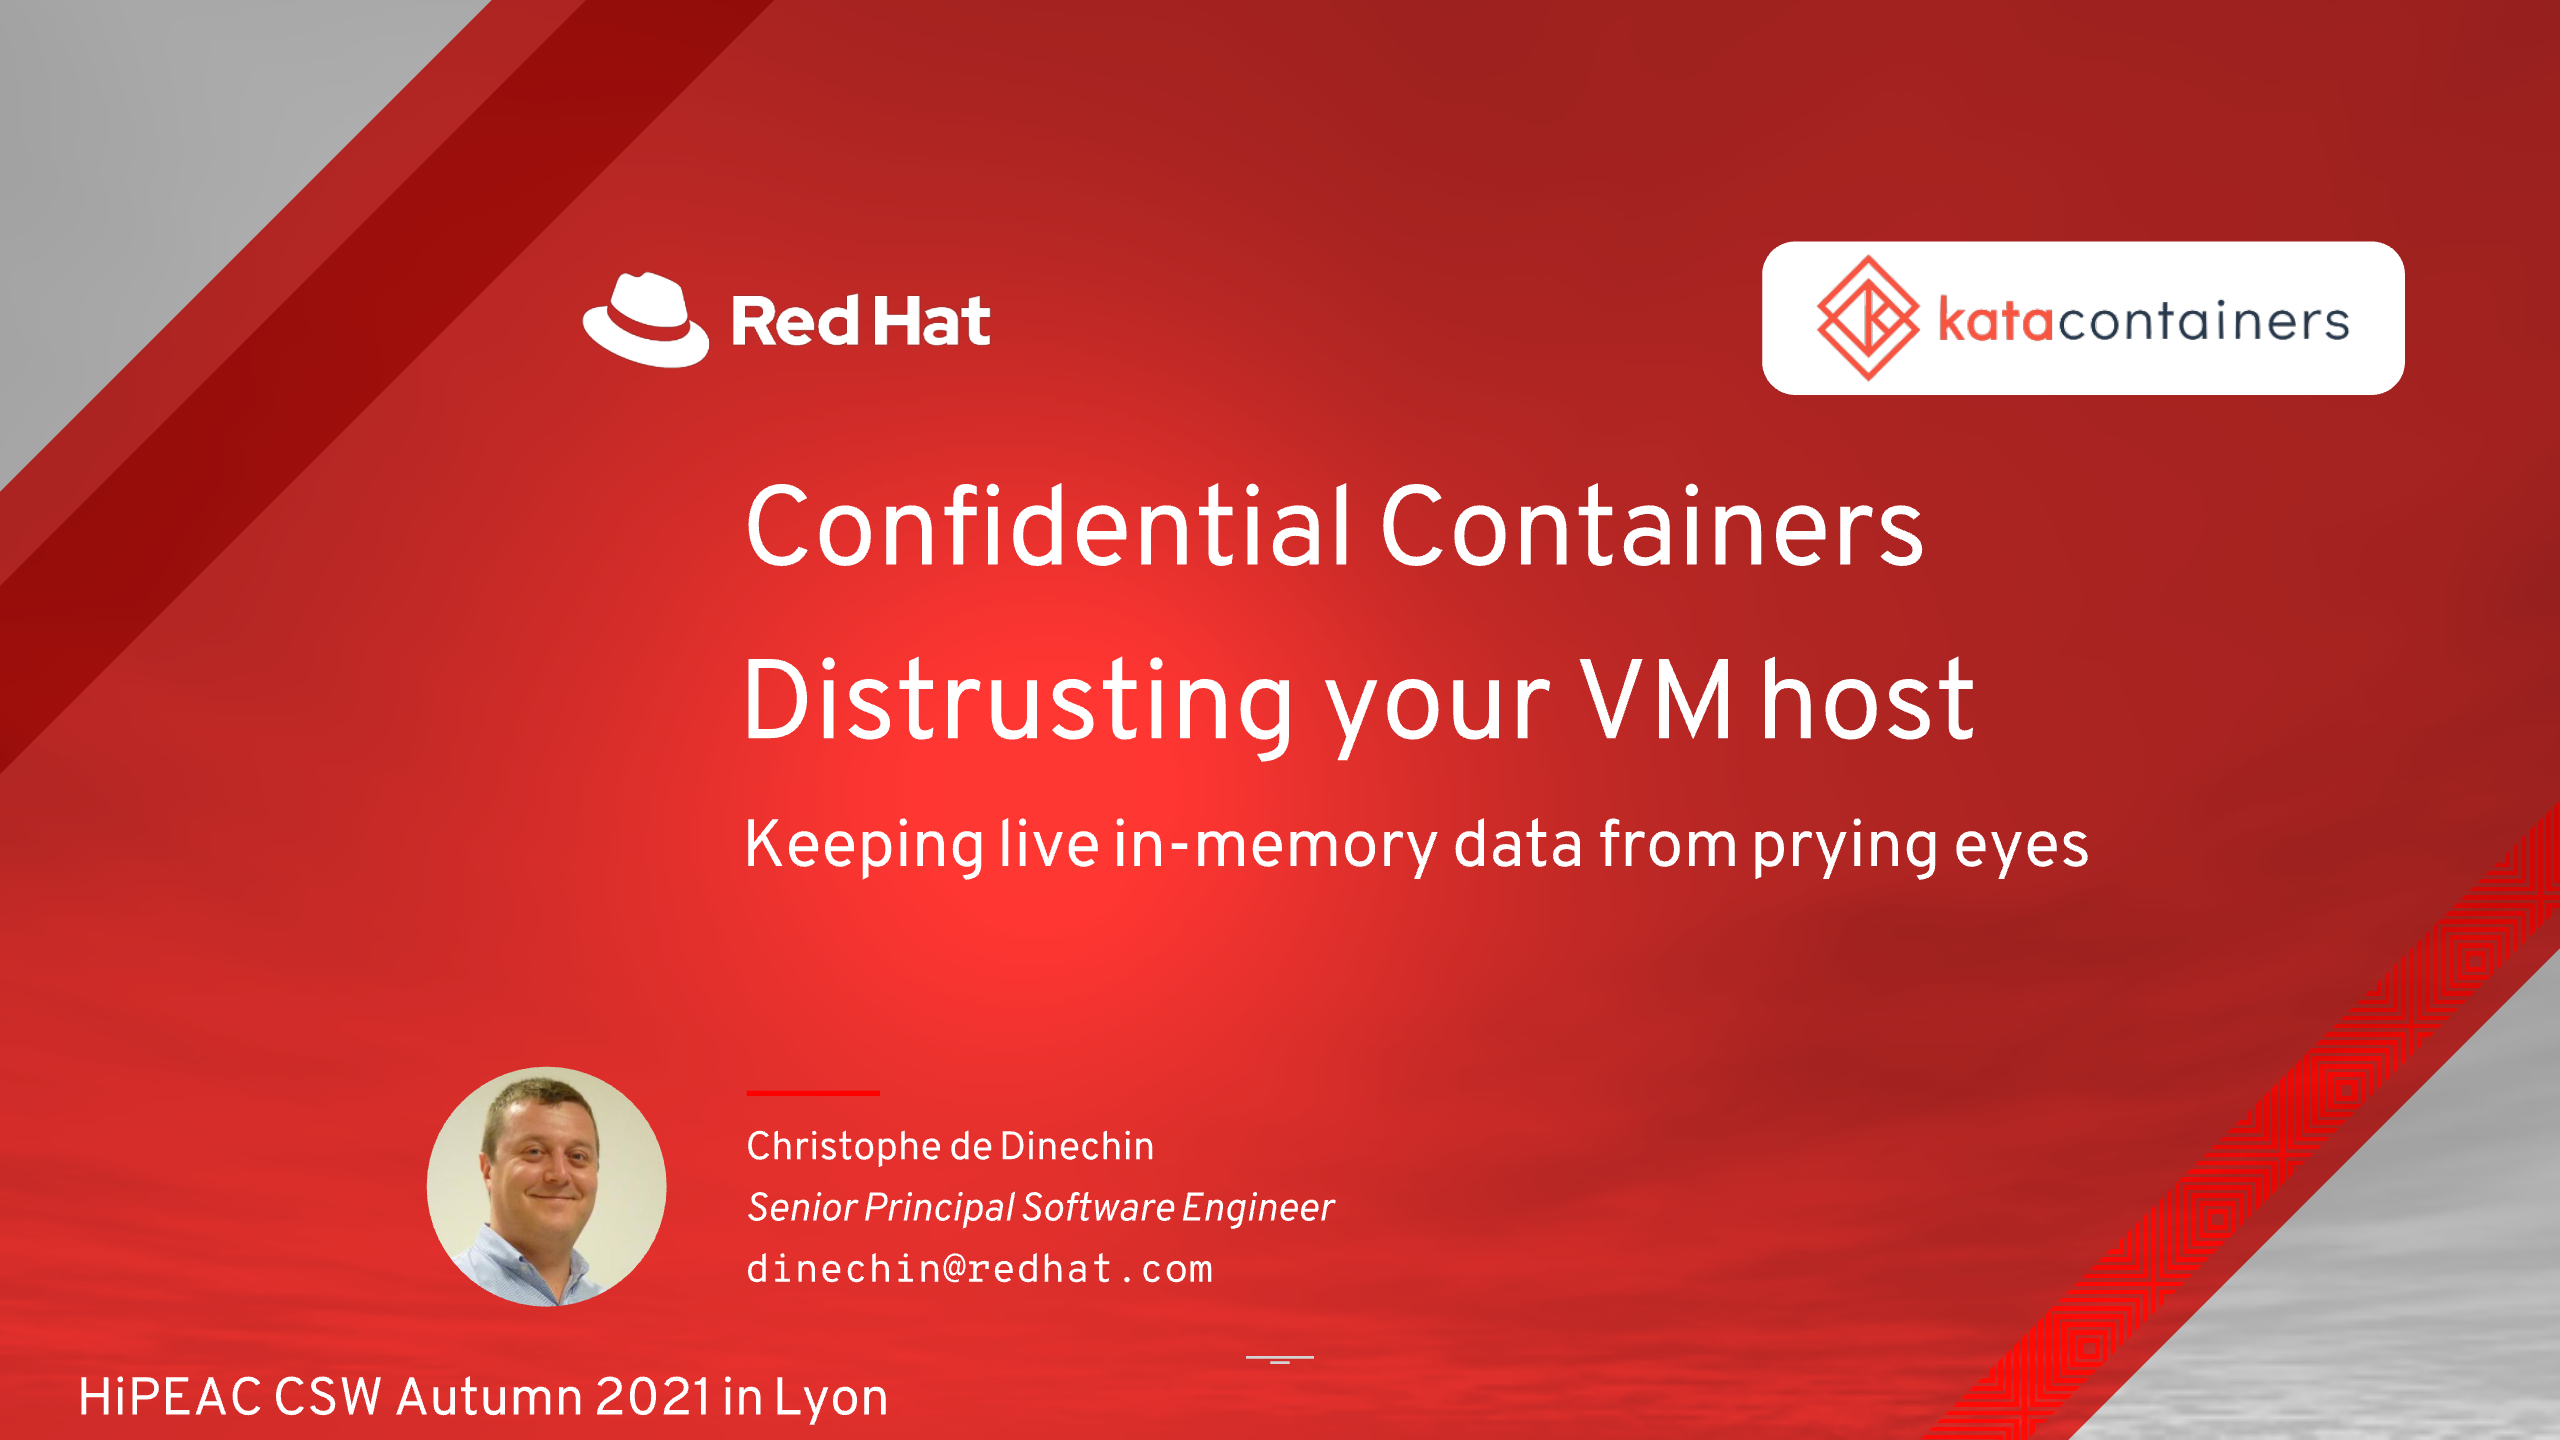 Red Hat
katacontainers
Confidential Containers
Distrusting your VM host
Keeping live in-memory data from prying eyes
Christophe de Dinechin
Senior Principal Software Engineer
dinechin@redhat.com
HiPEAC CSW Autumn 2021 in Lyon